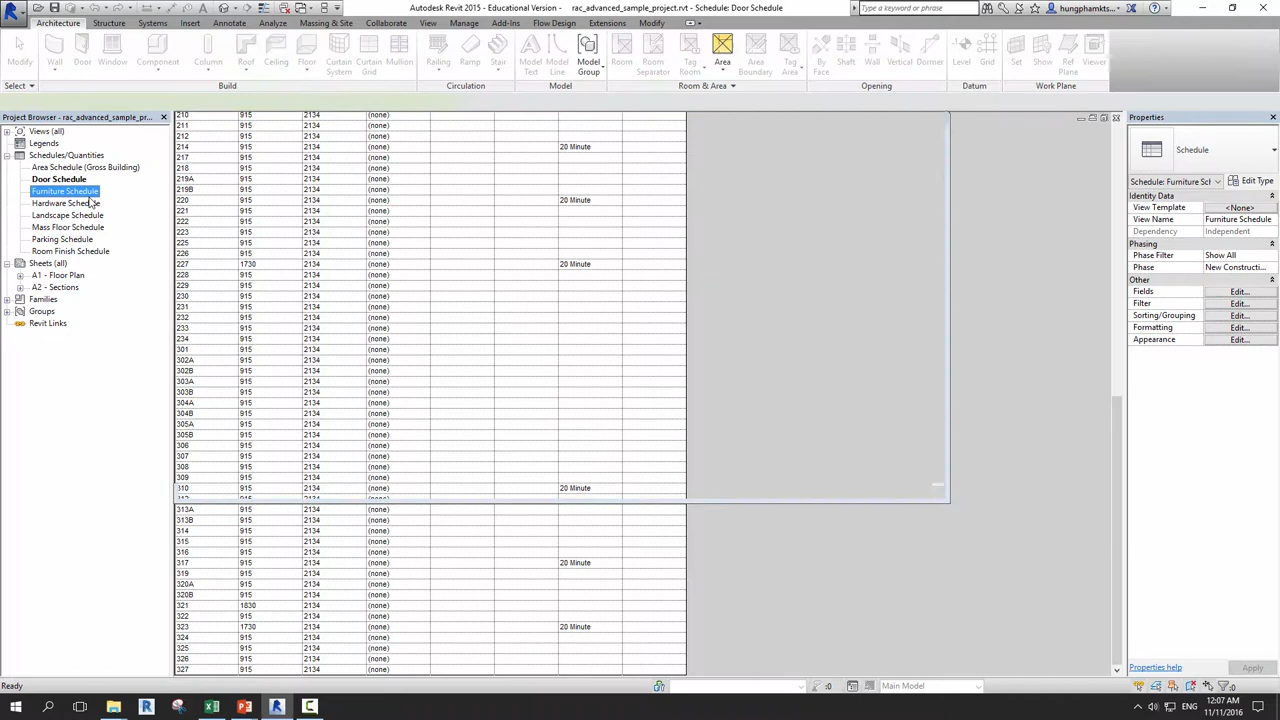 Autodesk Revit 2015 - Educational Version - rac_advanced_sample_project.rvt - Schedule: Door Schedule
Type a keyword or phrase
hungphamkts...
Architecture Structure Systems Insert Annotate Analyze Massing & Site Collaborate View Manage Add-Ins Flow Design Extensions Modify
Modify Wall Door Window Component Column Roof Ceiling Floor Curtain System Curtain Grid Mullion Railing Ramp Stair Model Text Model Line Model Group Room Room Separator Tag Room Area Area Boundary Tag Area By Face Shaft Wall Vertical Dormer Level Grid Set Show Ref Plane Viewer
Select Build Circulation Model Room & Area Opening Datum Work Plane
Project Browser - rac_advanced_sample_pr...
Views (all)
Legends
Schedules/Quantities
Area Schedule (Gross Building)
Door Schedule
Furniture Schedule
Hardware Schedule
Landscape Schedule
Mass Floor Schedule
Parking Schedule
Room Finish Schedule
Sheets (all)
A1 - Floor Plan
A2 - Sections
Families
Groups
Revit Links
210 915 2134 (none)
211 915 2134 (none)
212 915 2134 (none)
214 915 2134 (none) 20 Minute
217 915 2134 (none)
218 915 2134 (none)
219A 915 2134 (none)
219B 915 2134 (none)
220 915 2134 (none) 20 Minute
221 915 2134 (none)
222 915 2134 (none)
223 915 2134 (none)
225 915 2134 (none)
226 915 2134 (none)
227 1730 2134 (none) 20 Minute
228 915 2134 (none)
229 915 2134 (none)
230 915 2134 (none)
231 915 2134 (none)
232 915 2134 (none)
233 915 2134 (none)
234 915 2134 (none)
301 915 2134 (none)
302A 915 2134 (none)
302B 915 2134 (none)
303A 915 2134 (none)
303B 915 2134 (none)
304A 915 2134 (none)
304B 915 2134 (none)
305A 915 2134 (none)
305B 915 2134 (none)
306 915 2134 (none)
307 915 2134 (none)
308 915 2134 (none)
309 915 2134 (none)
310 915 2134 (none) 20 Minute
312 915 2134 (none)
313A 915 2134 (none)
313B 915 2134 (none)
314 915 2134 (none)
315 915 2134 (none)
316 915 2134 (none)
317 915 2134 (none) 20 Minute
319 915 2134 (none)
320A 915 2134 (none)
320B 915 2134 (none)
321 1830 2134 (none)
322 915 2134 (none)
323 1730 2134 (none) 20 Minute
324 915 2134 (none)
325 915 2134 (none)
326 915 2134 (none)
327 915 2134 (none)
Properties
Schedule
Schedule: Furniture Scl Edit Type
Identity Data
View Template <None>
View Name Furniture Schedule
Dependency Independent
Phasing
Phase Filter Show All
Phase New Constructi...
Other
Fields Edit...
Filter Edit...
Sorting/Grouping Edit...
Formatting Edit...
Appearance Edit...
Properties help Apply
Ready
:0
Main Model
:0
ENG
12:07 AM
11/11/2016